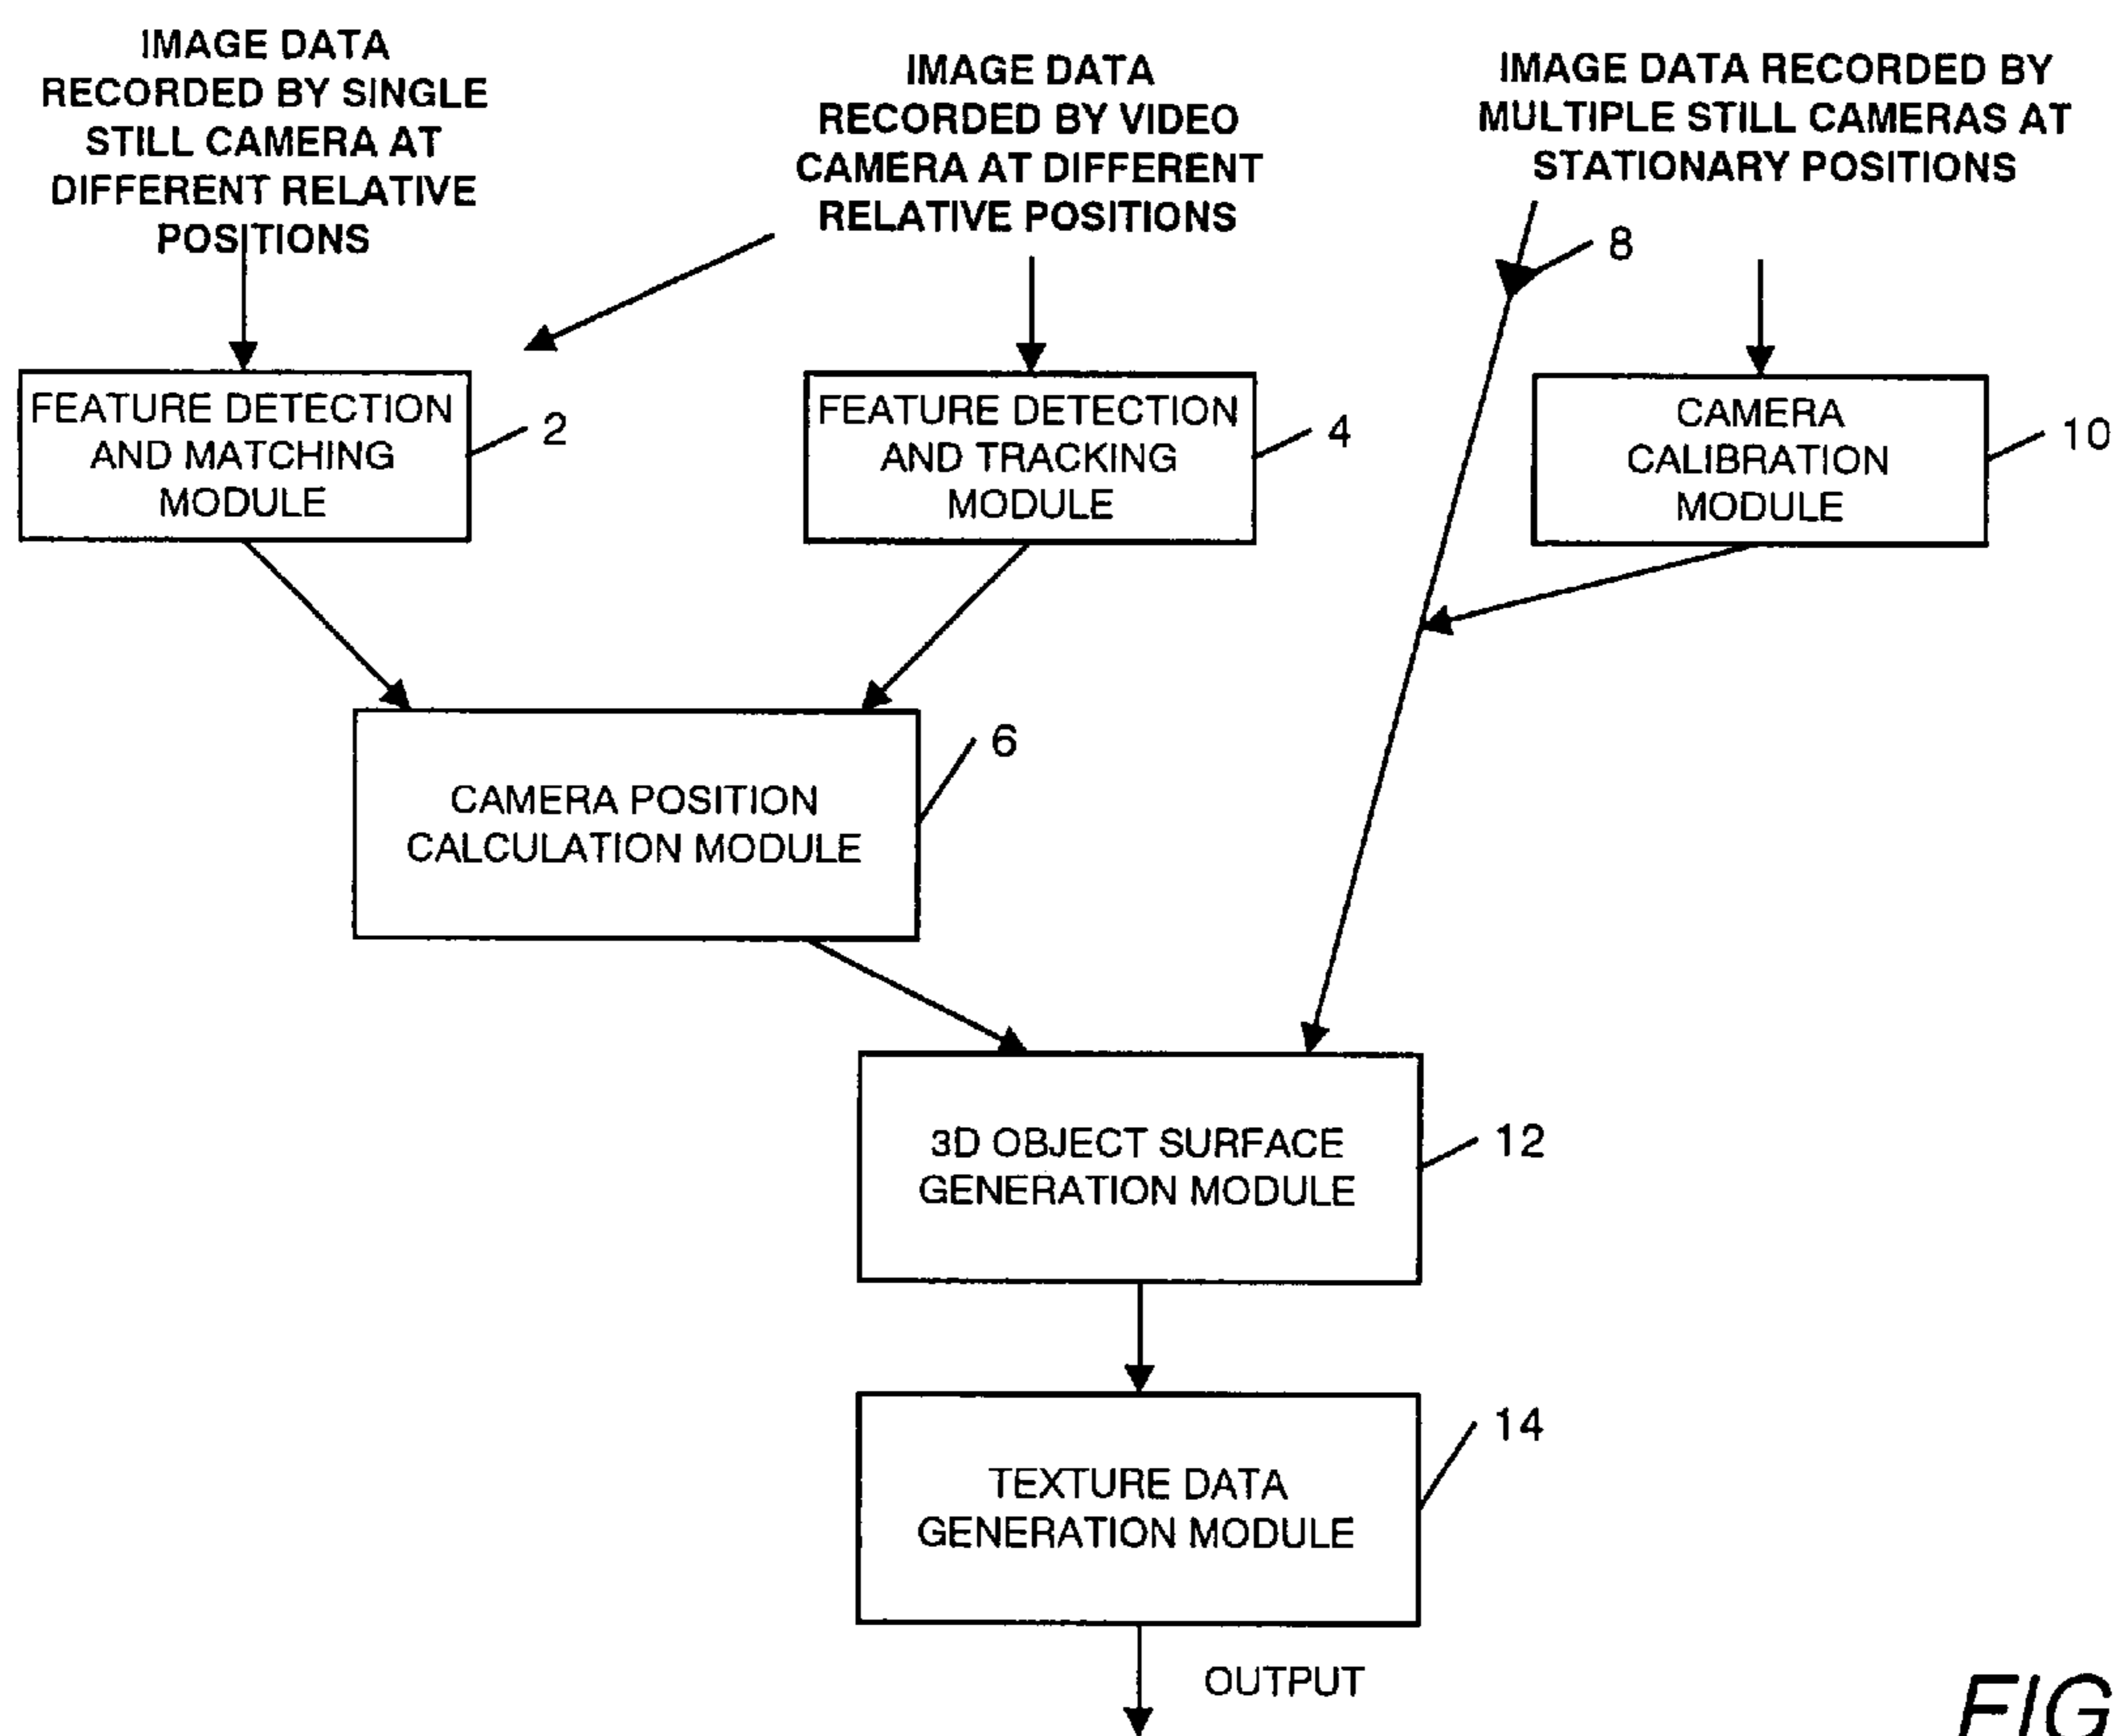 IMAGE DATA
RECORDED BY SINGLE
STILL CAMERA AT
DIFFERENT RELATIVE
POSITIONS
IMAGE DATA
RECORDED BY VIDEO
CAMERA AT DIFFERENT
RELATIVE POSITIONS
IMAGE DATA RECORDED BY
MULTIPLE STILL CAMERAS AT
STATIONARY POSITIONS
8
FEATURE DETECTION
AND MATCHING
MODULE
2
FEATURE DETECTION
AND TRACKING
MODULE
4
CAMERA
CALIBRATION
MODULE
10
CAMERA POSITION
CALCULATION MODULE
6
3D OBJECT SURFACE
GENERATION MODULE
12
TEXTURE DATA
GENERATION MODULE
14
OUTPUT
FIG